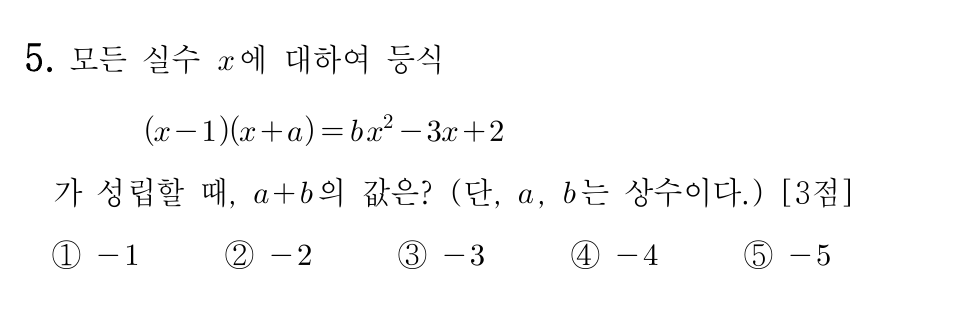 5. 모든 실수 x에 대하여 등식
(x−1)(x+a)=bx²−3x+2
가 성립할 때, a+b의 값은? (단, a, b는 상수이다.) [3점]
① −1 ② −2 ③ −3 ④ −4 ⑤ −5